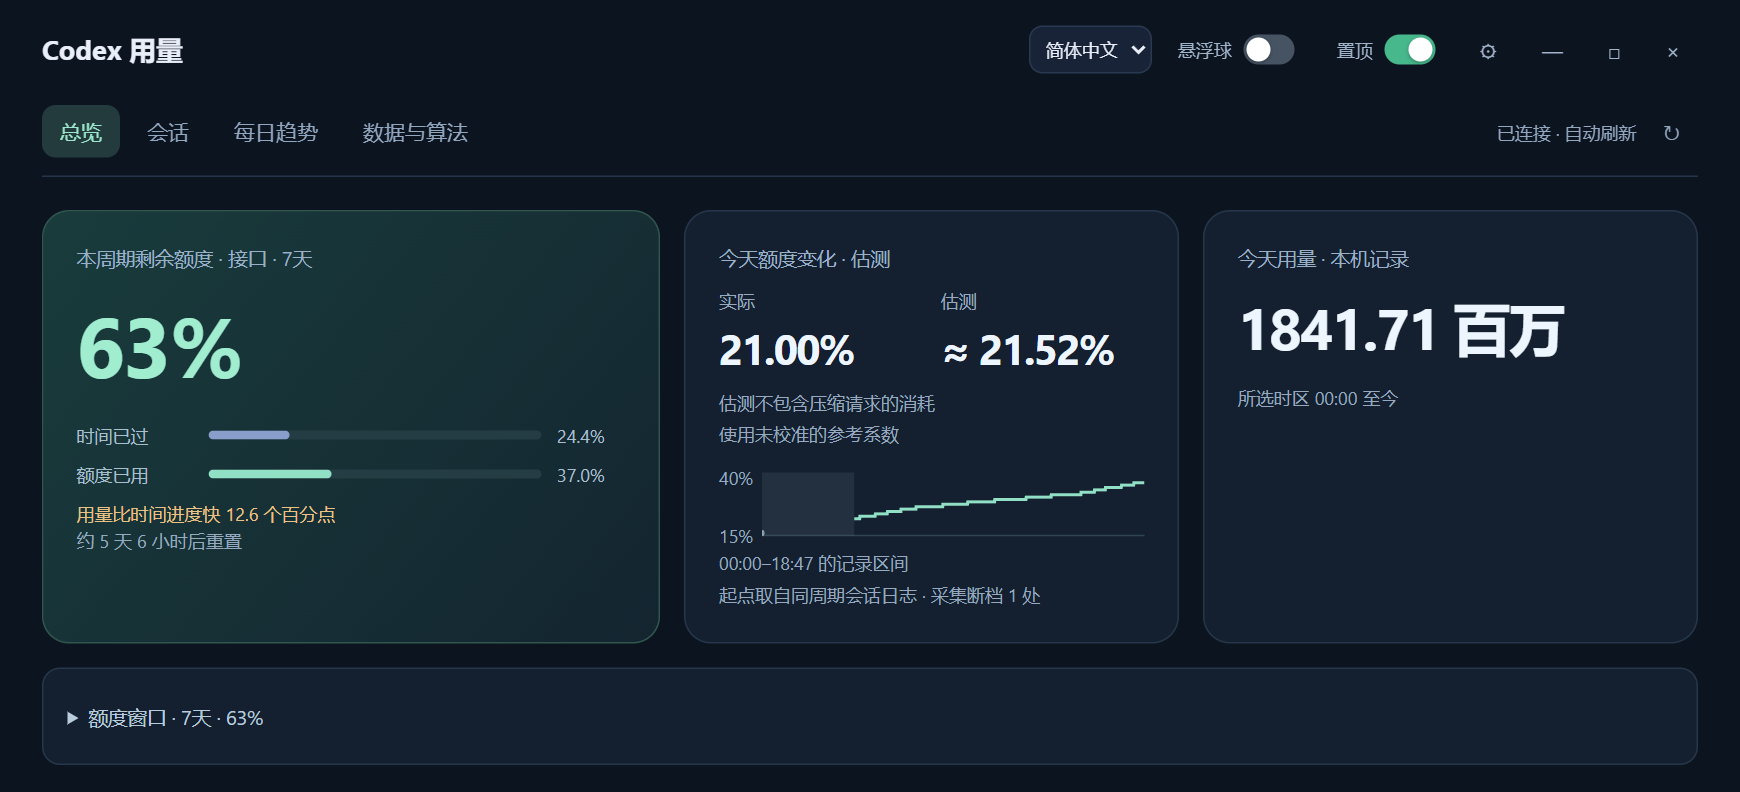 Codex 用量
简体中文
悬浮球
置顶
总览
会话
每日趋势
数据与算法
已连接 · 自动刷新
本周期剩余额度 · 接口 · 7天
63%
时间已过
24.4%
额度已用
37.0%
用量比时间进度快 12.6 个百分点
约 5 天 6 小时后重置
今天额度变化 · 估测
实际
估测
21.00%
≈ 21.52%
估测不包含压缩请求的消耗
使用未校准的参考系数
40%
15%
00:00–18:47 的记录区间
起点取自同周期会话日志 · 采集断档 1 处
今天用量 · 本机记录
1841.71 百万
所选时区 00:00 至今
额度窗口 · 7天 · 63%